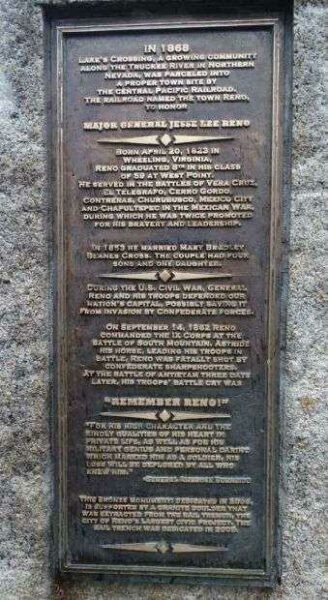 IN 1868
LAKE'S CROSSING, A GROWING COMMUNITY
ALONG THE TRUCKEE RIVER IN NORTHERN
NEVADA, WAS PARCELED INTO
A PROPER TOWN SITE BY
THE CENTRAL PACIFIC RAILROAD.
THE RAILROAD NAMED THE TOWN RENO,
TO HONOR
MAJOR GENERAL JESSE LEE RENO
BORN APRIL 20, 1823 IN
WHEELING, VIRGINIA,
RENO GRADUATED 8TH IN HIS CLASS
OF 59 AT WEST POINT.
HE SERVED IN THE BATTLES OF VERA CRUZ,
EL TELEGRAFO, CERRO GORDO,
CONTRERAS, CHURUBUSCO, MEXICO CITY
AND CHAPULTEPEC IN THE MEXICAN WAR,
DURING WHICH HE WAS TWICE PROMOTED
FOR HIS BRAVERY AND LEADERSHIP.
IN 1853 HE MARRIED MARY BRADLEY
BEANES CROSS. THE COUPLE HAD FOUR
SONS AND ONE DAUGHTER.
DURING THE U.S. CIVIL WAR, GENERAL
RENO AND HIS TROOPS DEFENDED OUR
NATION'S CAPITAL, POSSIBLY SAVING IT
FROM INVASION BY CONFEDERATE FORCES.
ON SEPTEMBER 14, 1862 RENO
COMMANDED THE IX CORPS AT THE
BATTLE OF SOUTH MOUNTAIN. ASTRIDE
HIS HORSE, LEADING HIS TROOPS IN
BATTLE, RENO WAS FATALLY SHOT BY
CONFEDERATE SHARPSHOOTERS.
AT THE BATTLE OF ANTIETAM THREE DAYS
LATER, HIS TROOPS' BATTLE CRY WAS
"REMEMBER RENO!"
"FOR HIS HIGH CHARACTER AND THE
KINDLY QUALITIES OF HIS HEART IN
PRIVATE LIFE, AS WELL AS FOR HIS
MILITARY GENIUS AND PERSONAL DARING
WHICH MARKED HIM AS A SOLDIER, HIS
LOSS WILL BE DEPLORED BY ALL WHO
KNEW HIM."
THIS BRONZE MONUMENT, DEDICATED IN 2006,
IS SUPPORTED BY A GRANITE BOULDER THAT
WAS EXTRACTED FROM THE RAIL TRENCH, THE
CITY OF RENO'S LARGEST CIVIC PROJECT. THE
RAIL TRENCH WAS DEDICATED IN 2005.